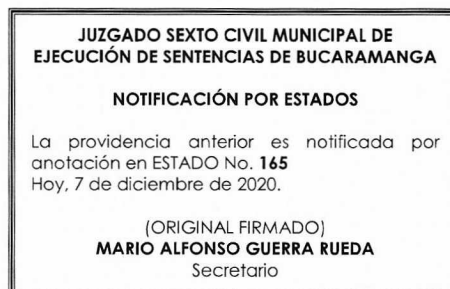 JUZGADO SEXTO CIVIL MUNICIPAL DE
EJECUCIÓN DE SENTENCIAS DE BUCARAMANGA
NOTIFICACIÓN POR ESTADOS
La providencia anterior es notificada por
anotación en ESTADO No. 165
Hoy, 7 de diciembre de 2020.
(ORIGINAL FIRMADO)
MARIO ALFONSO GUERRA RUEDA
Secretario